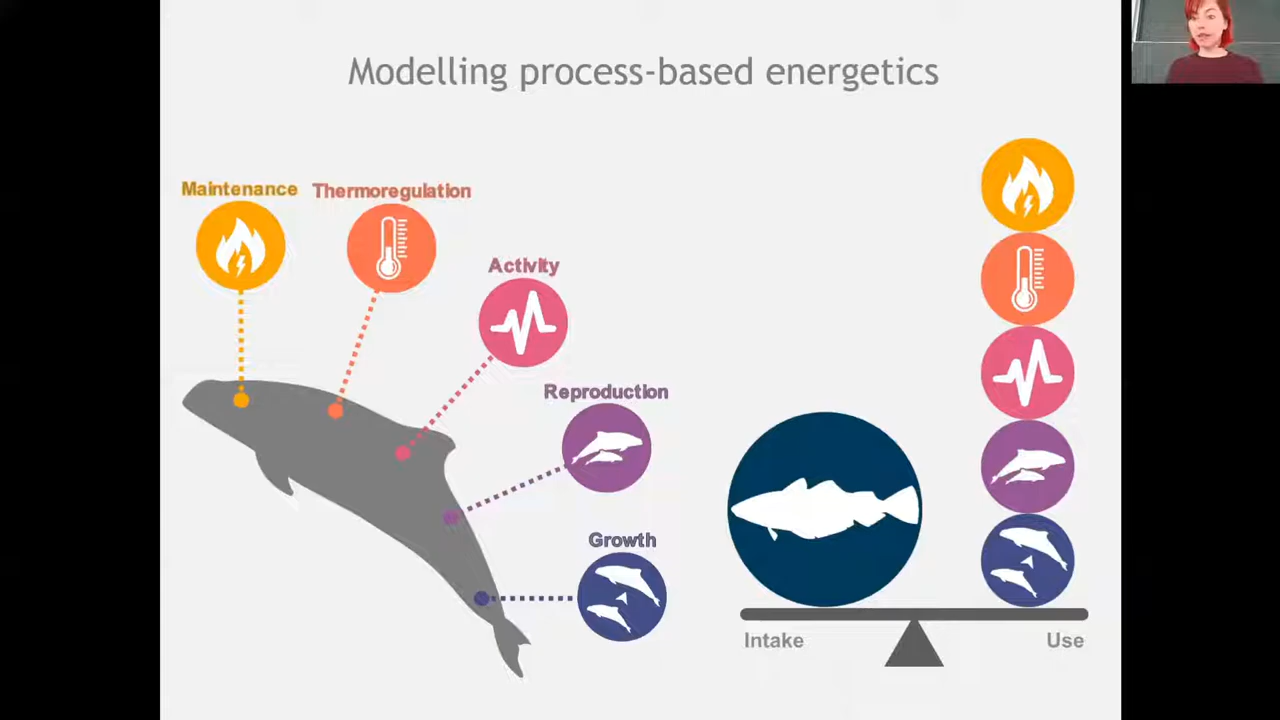 Modelling process-based energetics
Maintenance
Thermoregulation
Activity
Reproduction
Growth
Intake
Use